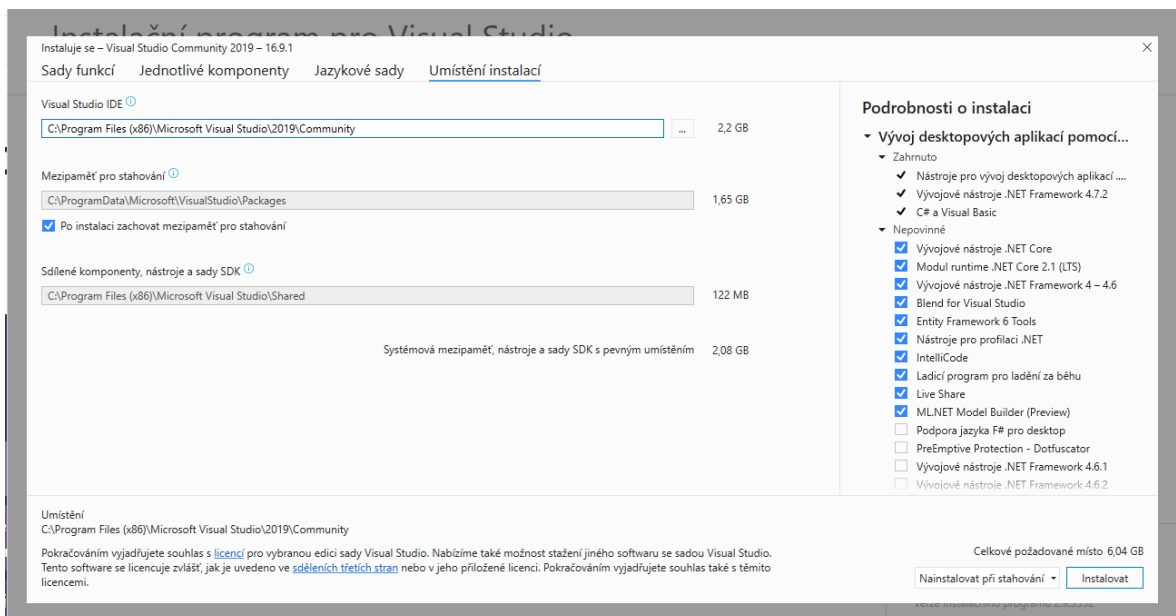 Instalační program pro Visual Studio
Instaluje se – Visual Studio Community 2019 – 16.9.1
Sady funkcí Jednotlivé komponenty Jazykové sady Umístění instalací
Visual Studio IDE
C:\Program Files (x86)\Microsoft Visual Studio\2019\Community ... 2,2 GB
Mezipaměť pro stahování
C:\ProgramData\Microsoft\VisualStudio\Packages 1,65 GB
Po instalaci zachovat mezipaměť pro stahování
Sdílené komponenty, nástroje a sady SDK
C:\Program Files (x86)\Microsoft Visual Studio\Shared 122 MB
Systémová mezipaměť, nástroje a sady SDK s pevným umístěním 2,08 GB
Podrobnosti o instalaci
Vývoj desktopových aplikací pomocí...
Zahrnuto
Nástroje pro vývoj desktopových aplikací ....
Vývojové nástroje .NET Framework 4.7.2
C# a Visual Basic
Nepovinné
Vývojové nástroje .NET Core
Modul runtime .NET Core 2.1 (LTS)
Vývojové nástroje .NET Framework 4 – 4.6
Blend for Visual Studio
Entity Framework 6 Tools
Nástroje pro profilaci .NET
IntelliCode
Ladicí program pro ladění za běhu
Live Share
ML.NET Model Builder (Preview)
Podpora jazyka F# pro desktop
PreEmptive Protection - Dotfuscator
Vývojové nástroje .NET Framework 4.6.1
Vývojové nástroje .NET Framework 4.6.2
Umístění
C:\Program Files (x86)\Microsoft Visual Studio\2019\Community
Pokračováním vyjadřujete souhlas s licencí pro vybranou edici sady Visual Studio. Nabízíme také možnost stažení jiného softwaru se sadou Visual Studio.
Tento software se licencuje zvlášť, jak je uvedeno ve sděleních třetích stran nebo v jeho přiložené licenci. Pokračováním vyjadřujete souhlas také s těmito
licencemi.
Celkové požadované místo 6,04 GB
Nainstalovat při stahování Instalovat